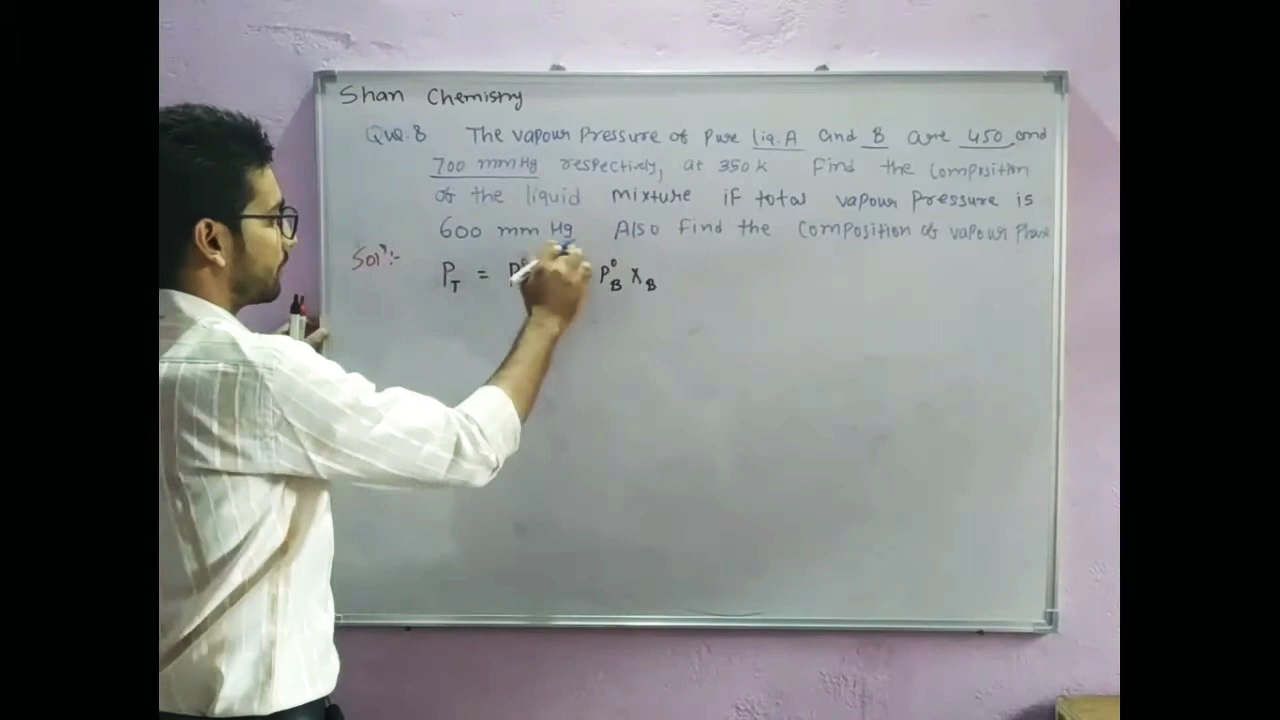 Shan Chemistry
Que.8 The vapour pressure of pure liq.A and B are 450 and
700 mmHg respectively, at 350 K Find the composition
of the liquid mixture if total vapour pressure is
600 mm Hg Also find the composition of vapour phase
Solⁿ:-
P_T = P° P°_B X_B